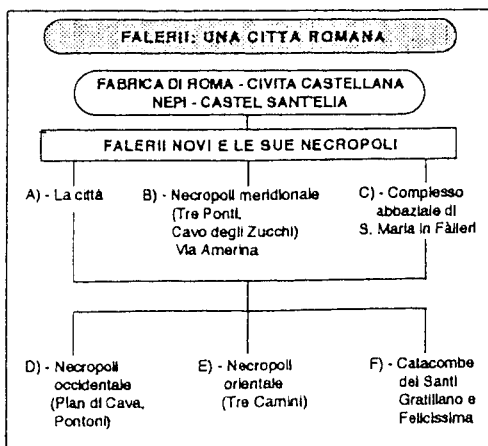 FALERII: UNA CITTA ROMANA
FABRICA DI ROMA - CIVITA CASTELLANA
NEPI - CASTEL SANT'ELIA
FALERII NOVI E LE SUE NECROPOLI
A) - La città
B) - Necropoli meridionale
(Tre Ponti,
Cavo degli Zucchi)
Via Amerina
C) - Complesso
abbaziale di
S. Maria in Fàlleri
D) - Necropoli
occidentale
(Pian di Cava,
Pontoni)
E) - Necropoli
orientale
(Tre Camini)
F) - Catacombe
dei Santi
Gratiliano e
Felicissima